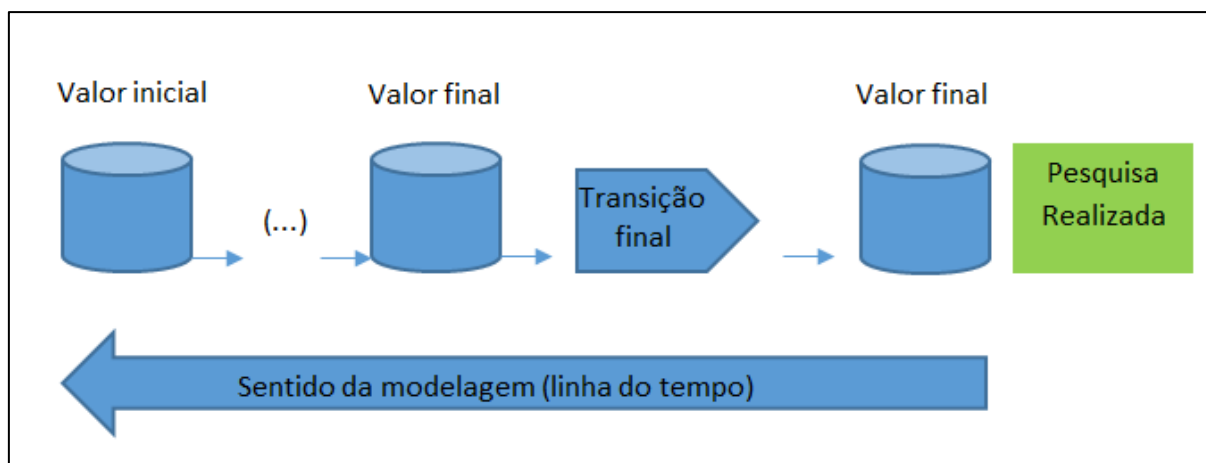 Valor inicial
Valor final
Valor final
(...)
Transição
final
Pesquisa
Realizada
Sentido da modelagem (linha do tempo)